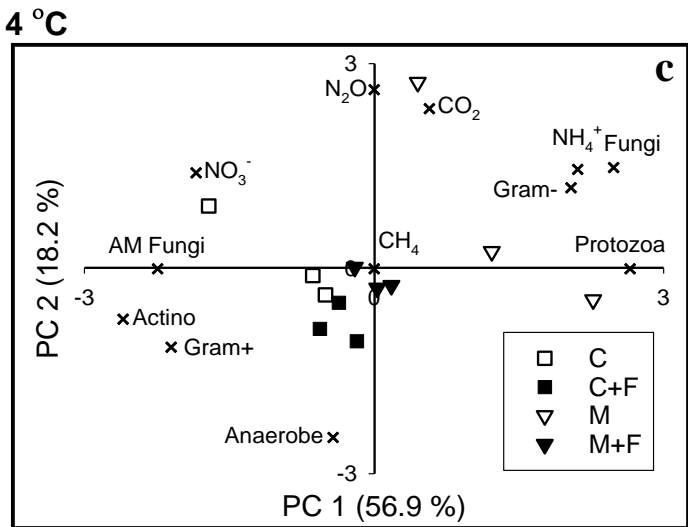 4 °C
c
3
N₂O
CO₂
NH₄⁺ Fungi
NO₃⁻
Gram-
AM Fungi
CH₄
Protozoa
0
-3
0
3
Actino
Gram+
Anaerobe
-3
PC 2 (18.2 %)
PC 1 (56.9 %)
C
C+F
M
M+F